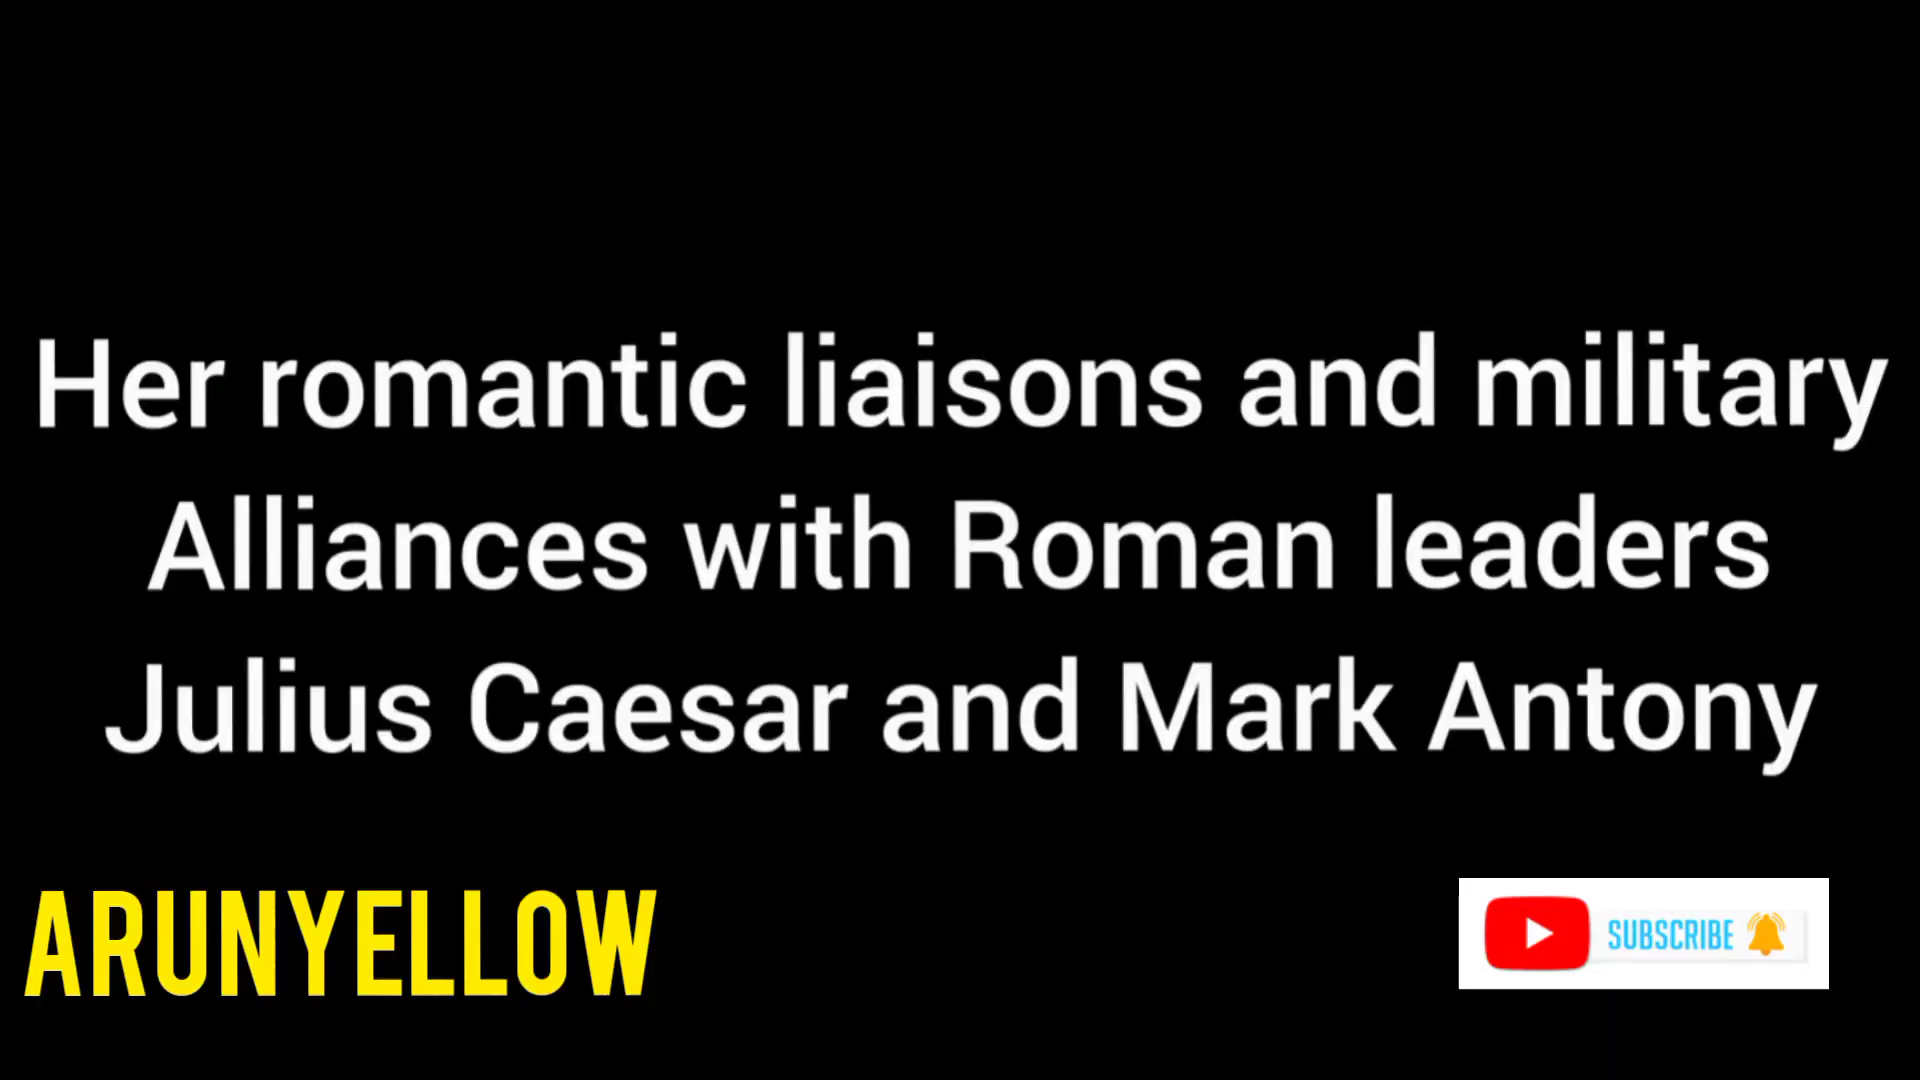 Her romantic liaisons and military
Alliances with Roman leaders
Julius Caesar and Mark Antony
ARUNYELLOW
SUBSCRIBE